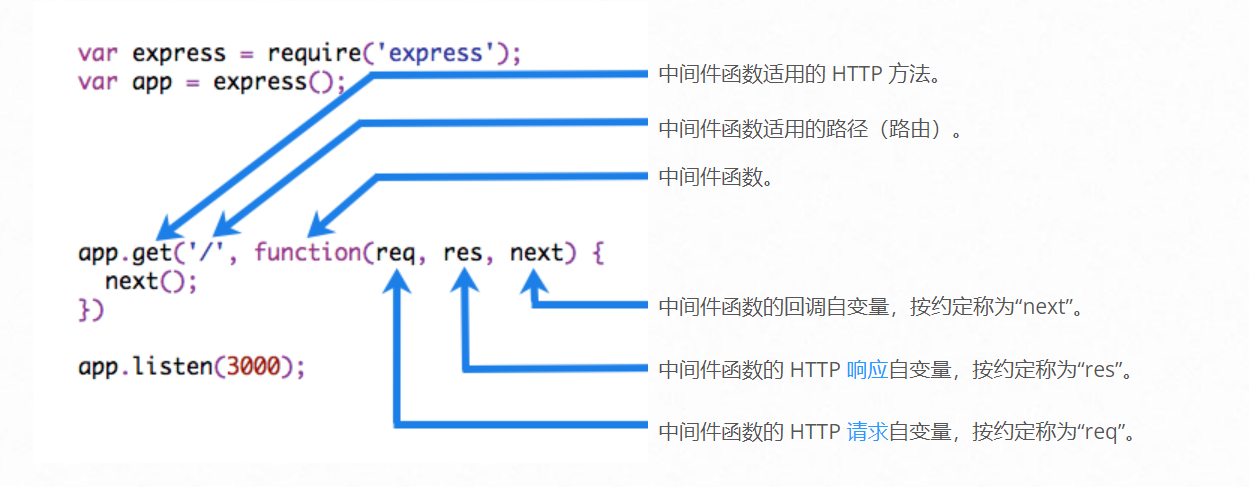 var express = require('express');
var app = express();
app.get('/', function(req, res, next) {
next();
})
app.listen(3000);
中间件函数适用的 HTTP 方法。
中间件函数适用的路径（路由）。
中间件函数。
中间件函数的回调自变量，按约定称为“next”。
中间件函数的 HTTP 响应自变量，按约定称为“res”。
中间件函数的 HTTP 请求自变量，按约定称为“req”。